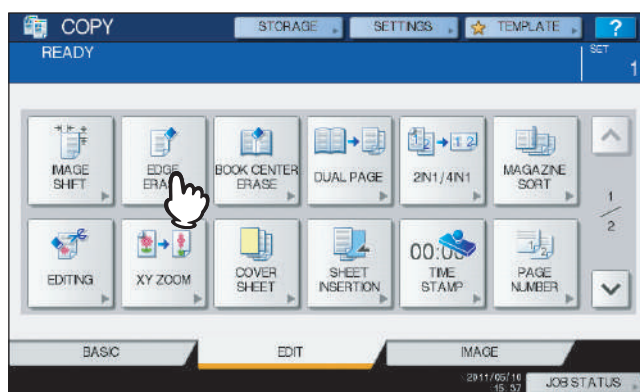 COPY
STORAGE
SETTINGS
TEMPLATE
?
READY
SET
1
IMAGE
SHIFT
EDGE
ERA
BOOK CENTER
ERASE
DUAL PAGE
2IN1/4IN1
MAGAZINE
SORT
1
2
EDITING
XY ZOOM
COVER
SHEET
SHEET
INSERTION
00:00
TIME
STAMP
PAGE
NUMBER
BASIC
EDIT
IMAGE
2011/05/10
15:37
JOB STATUS